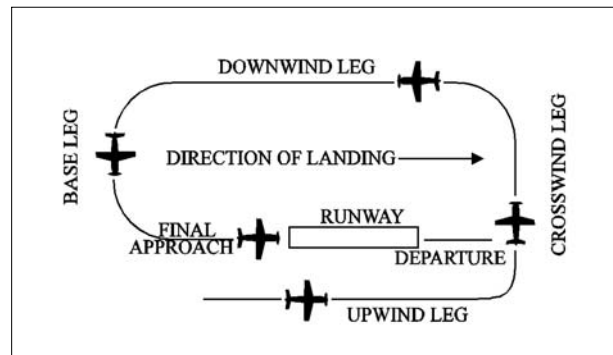 DOWNWIND LEG
BASE LEG
DIRECTION OF LANDING
CROSSWIND LEG
RUNWAY
FINAL
APPROACH
DEPARTURE
UPWIND LEG